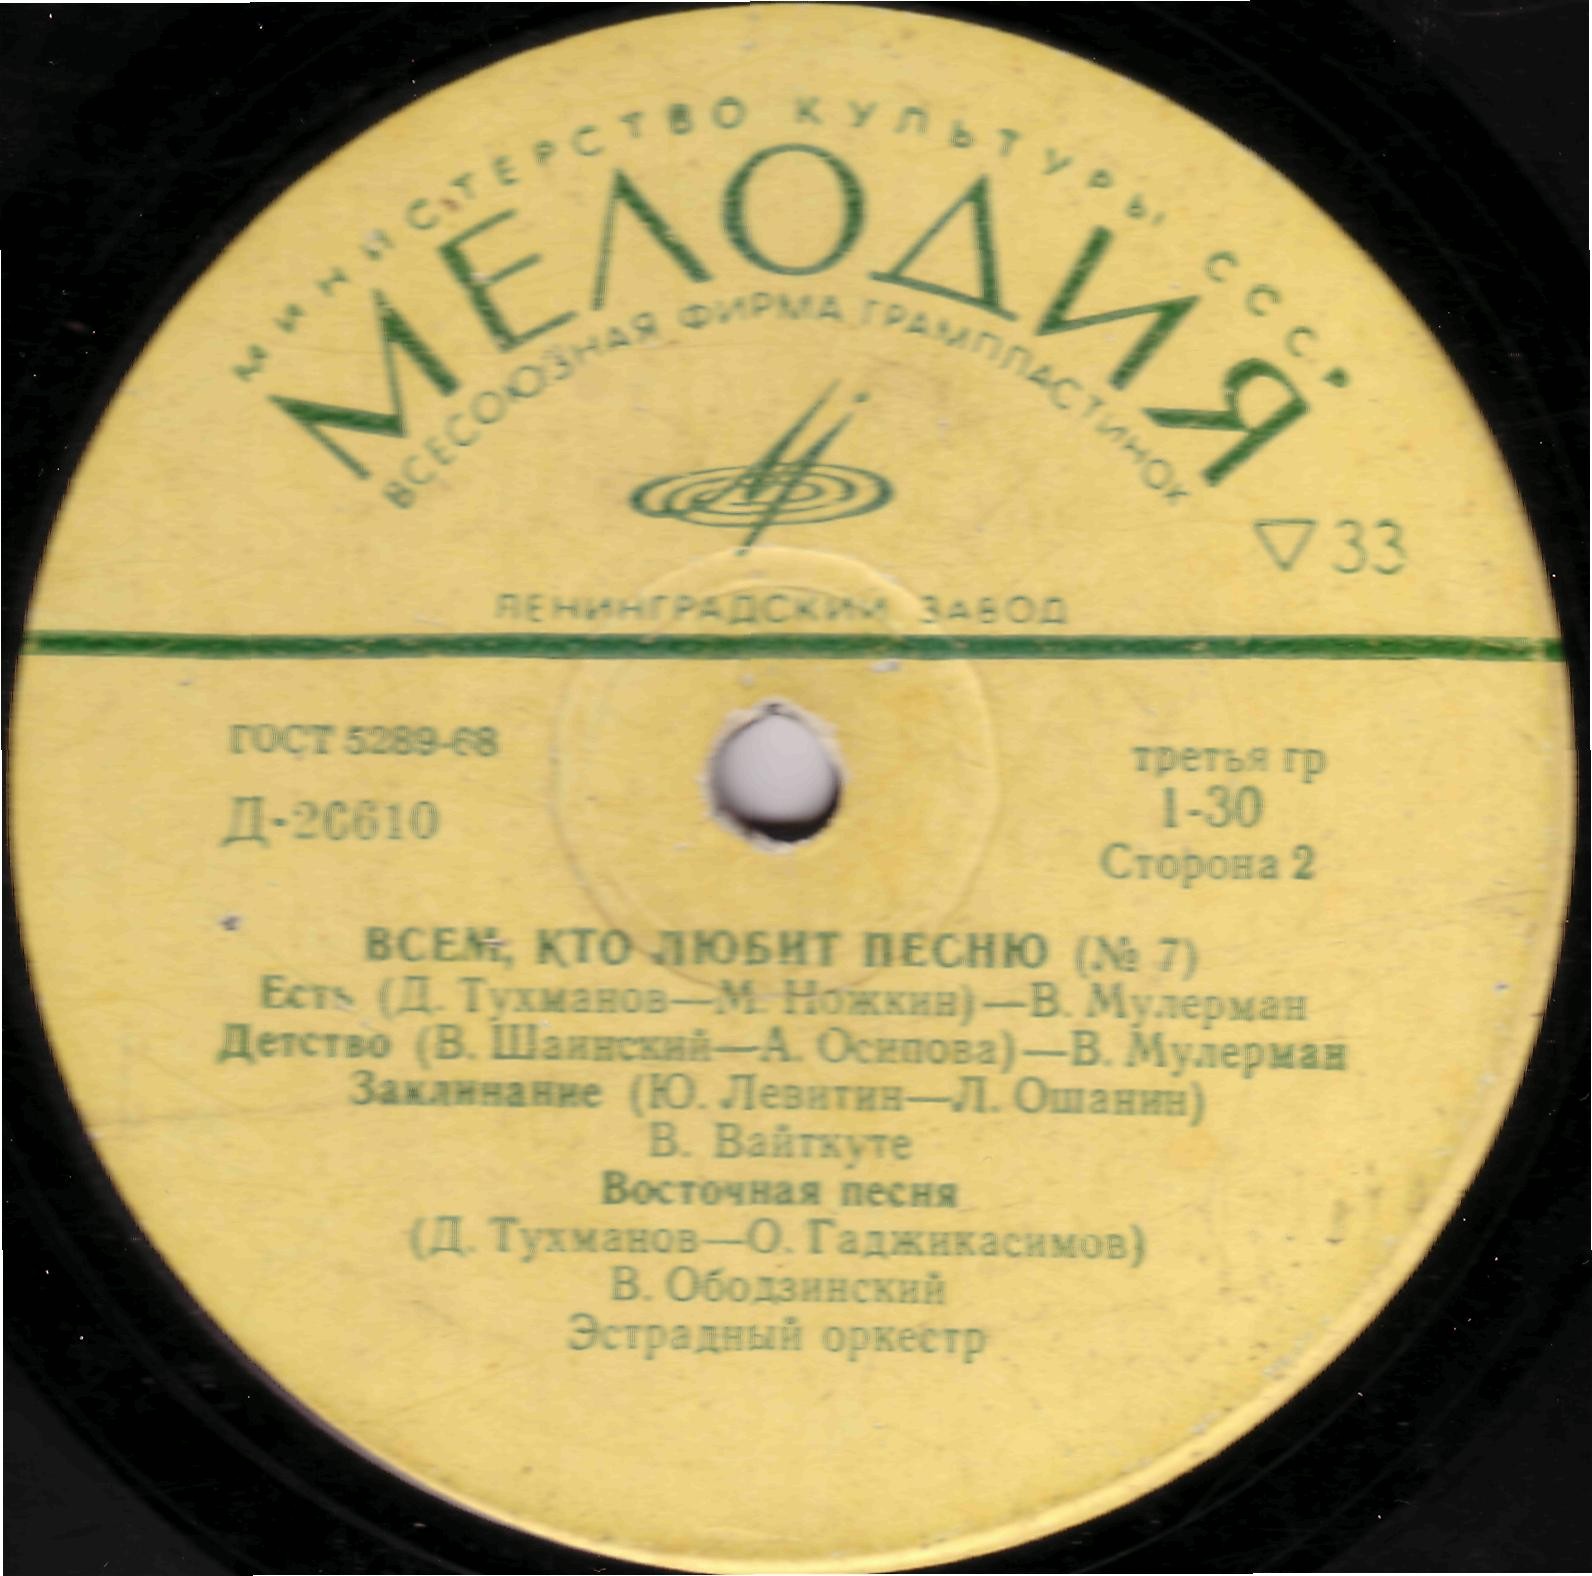 МИНИСТЕРСТВО КУЛЬТУРЫ СССР
МЕЛОДИЯ
ВСЕСОЮЗНАЯ ФИРМА ГРАМПЛАСТИНОК
▽33
ЛЕНИНГРАДСКИЙ ЗАВОД
ГОСТ 5289-68
третья гр
Д-20610
1-30
Сторона 2
ВСЕМ, КТО ЛЮБИТ ПЕСНЮ (№ 7)
Есть (Д. Тухманов—М. Ножкин)—В. Мулерман
Детство (В. Шаинский—А. Осипова)—В. Мулерман
Заклинание (Ю. Левитин—Л. Ошанин)
В. Вайткуте
Восточная песня
(Д. Тухманов—О. Гаджикасимов)
В. Ободзинский
Эстрадный оркестр